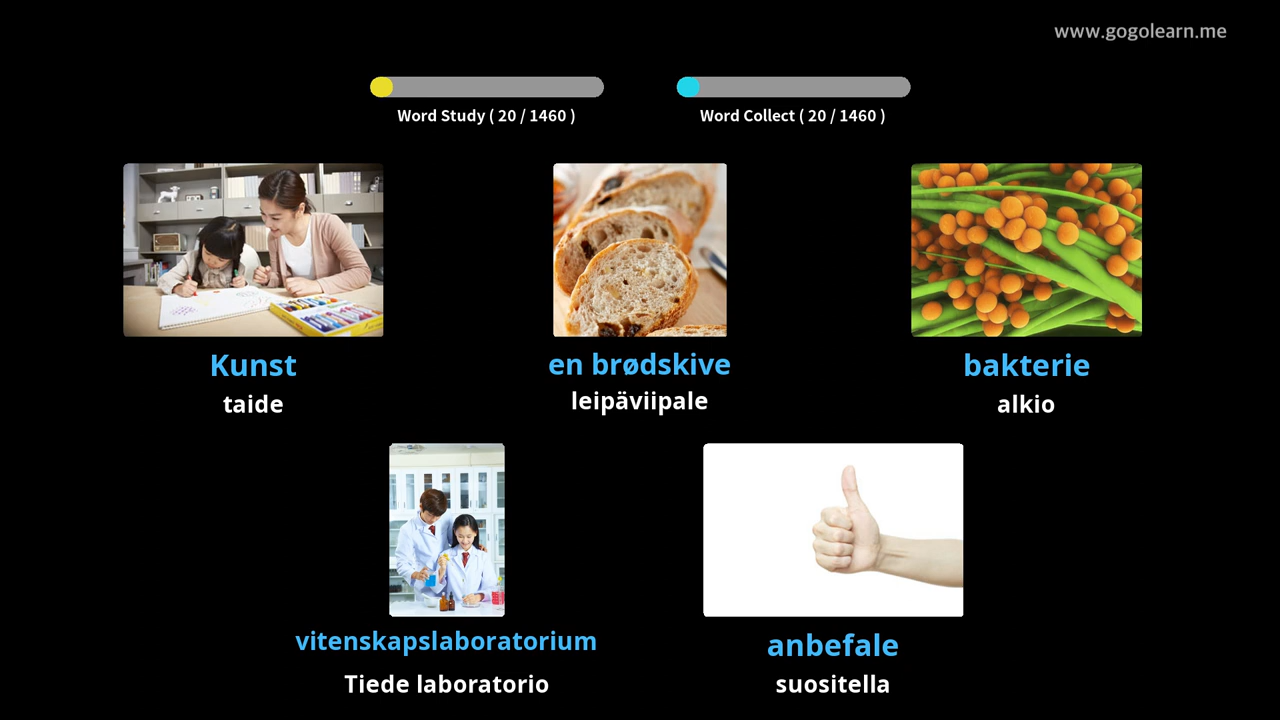 www.gogolearn.me
Word Study ( 20 / 1460 )
Word Collect ( 20 / 1460 )
Kunst
taide
en brødskive
leipäviipale
bakterie
alkio
vitenskapslaboratorium
Tiede laboratorio
anbefale
suositella